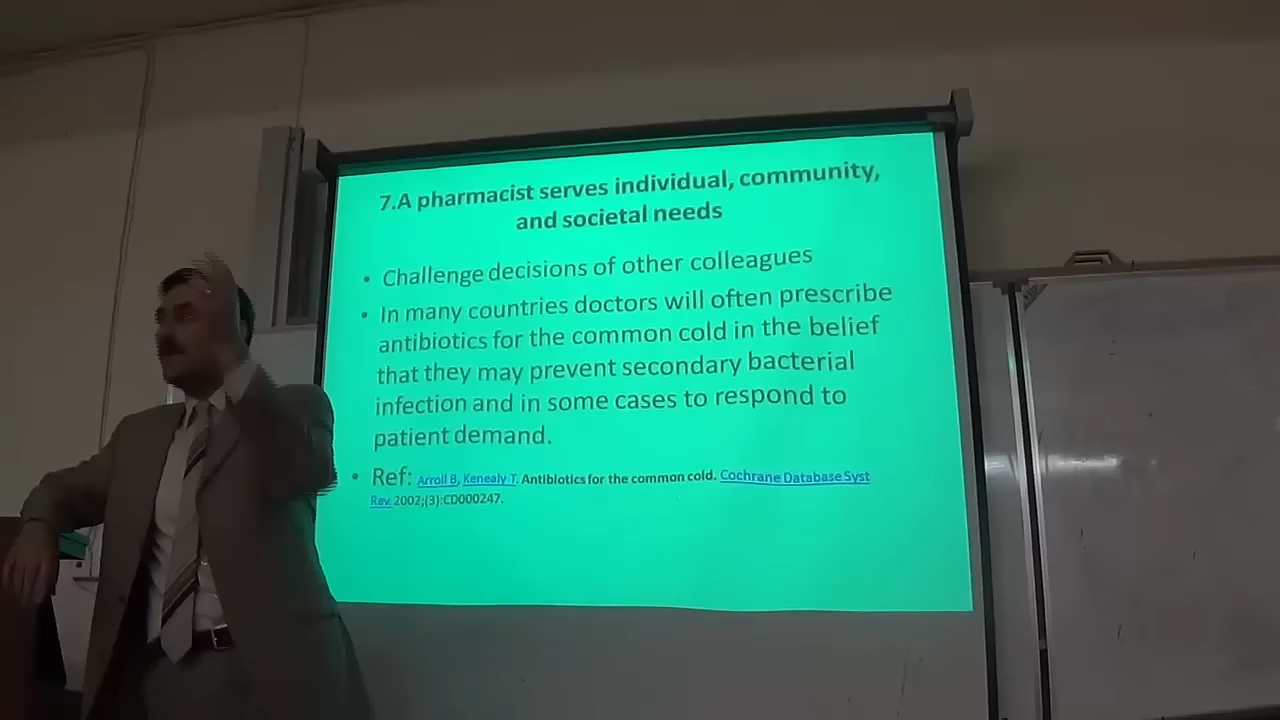 7.A pharmacist serves individual, community,
and societal needs
• Challenge decisions of other colleagues
• In many countries doctors will often prescribe
antibiotics for the common cold in the belief
that they may prevent secondary bacterial
infection and in some cases to respond to
patient demand.
• Ref: Arroll B, Kenealy T. Antibiotics for the common cold. Cochrane Database Syst
Rev. 2002;(3):CD000247.